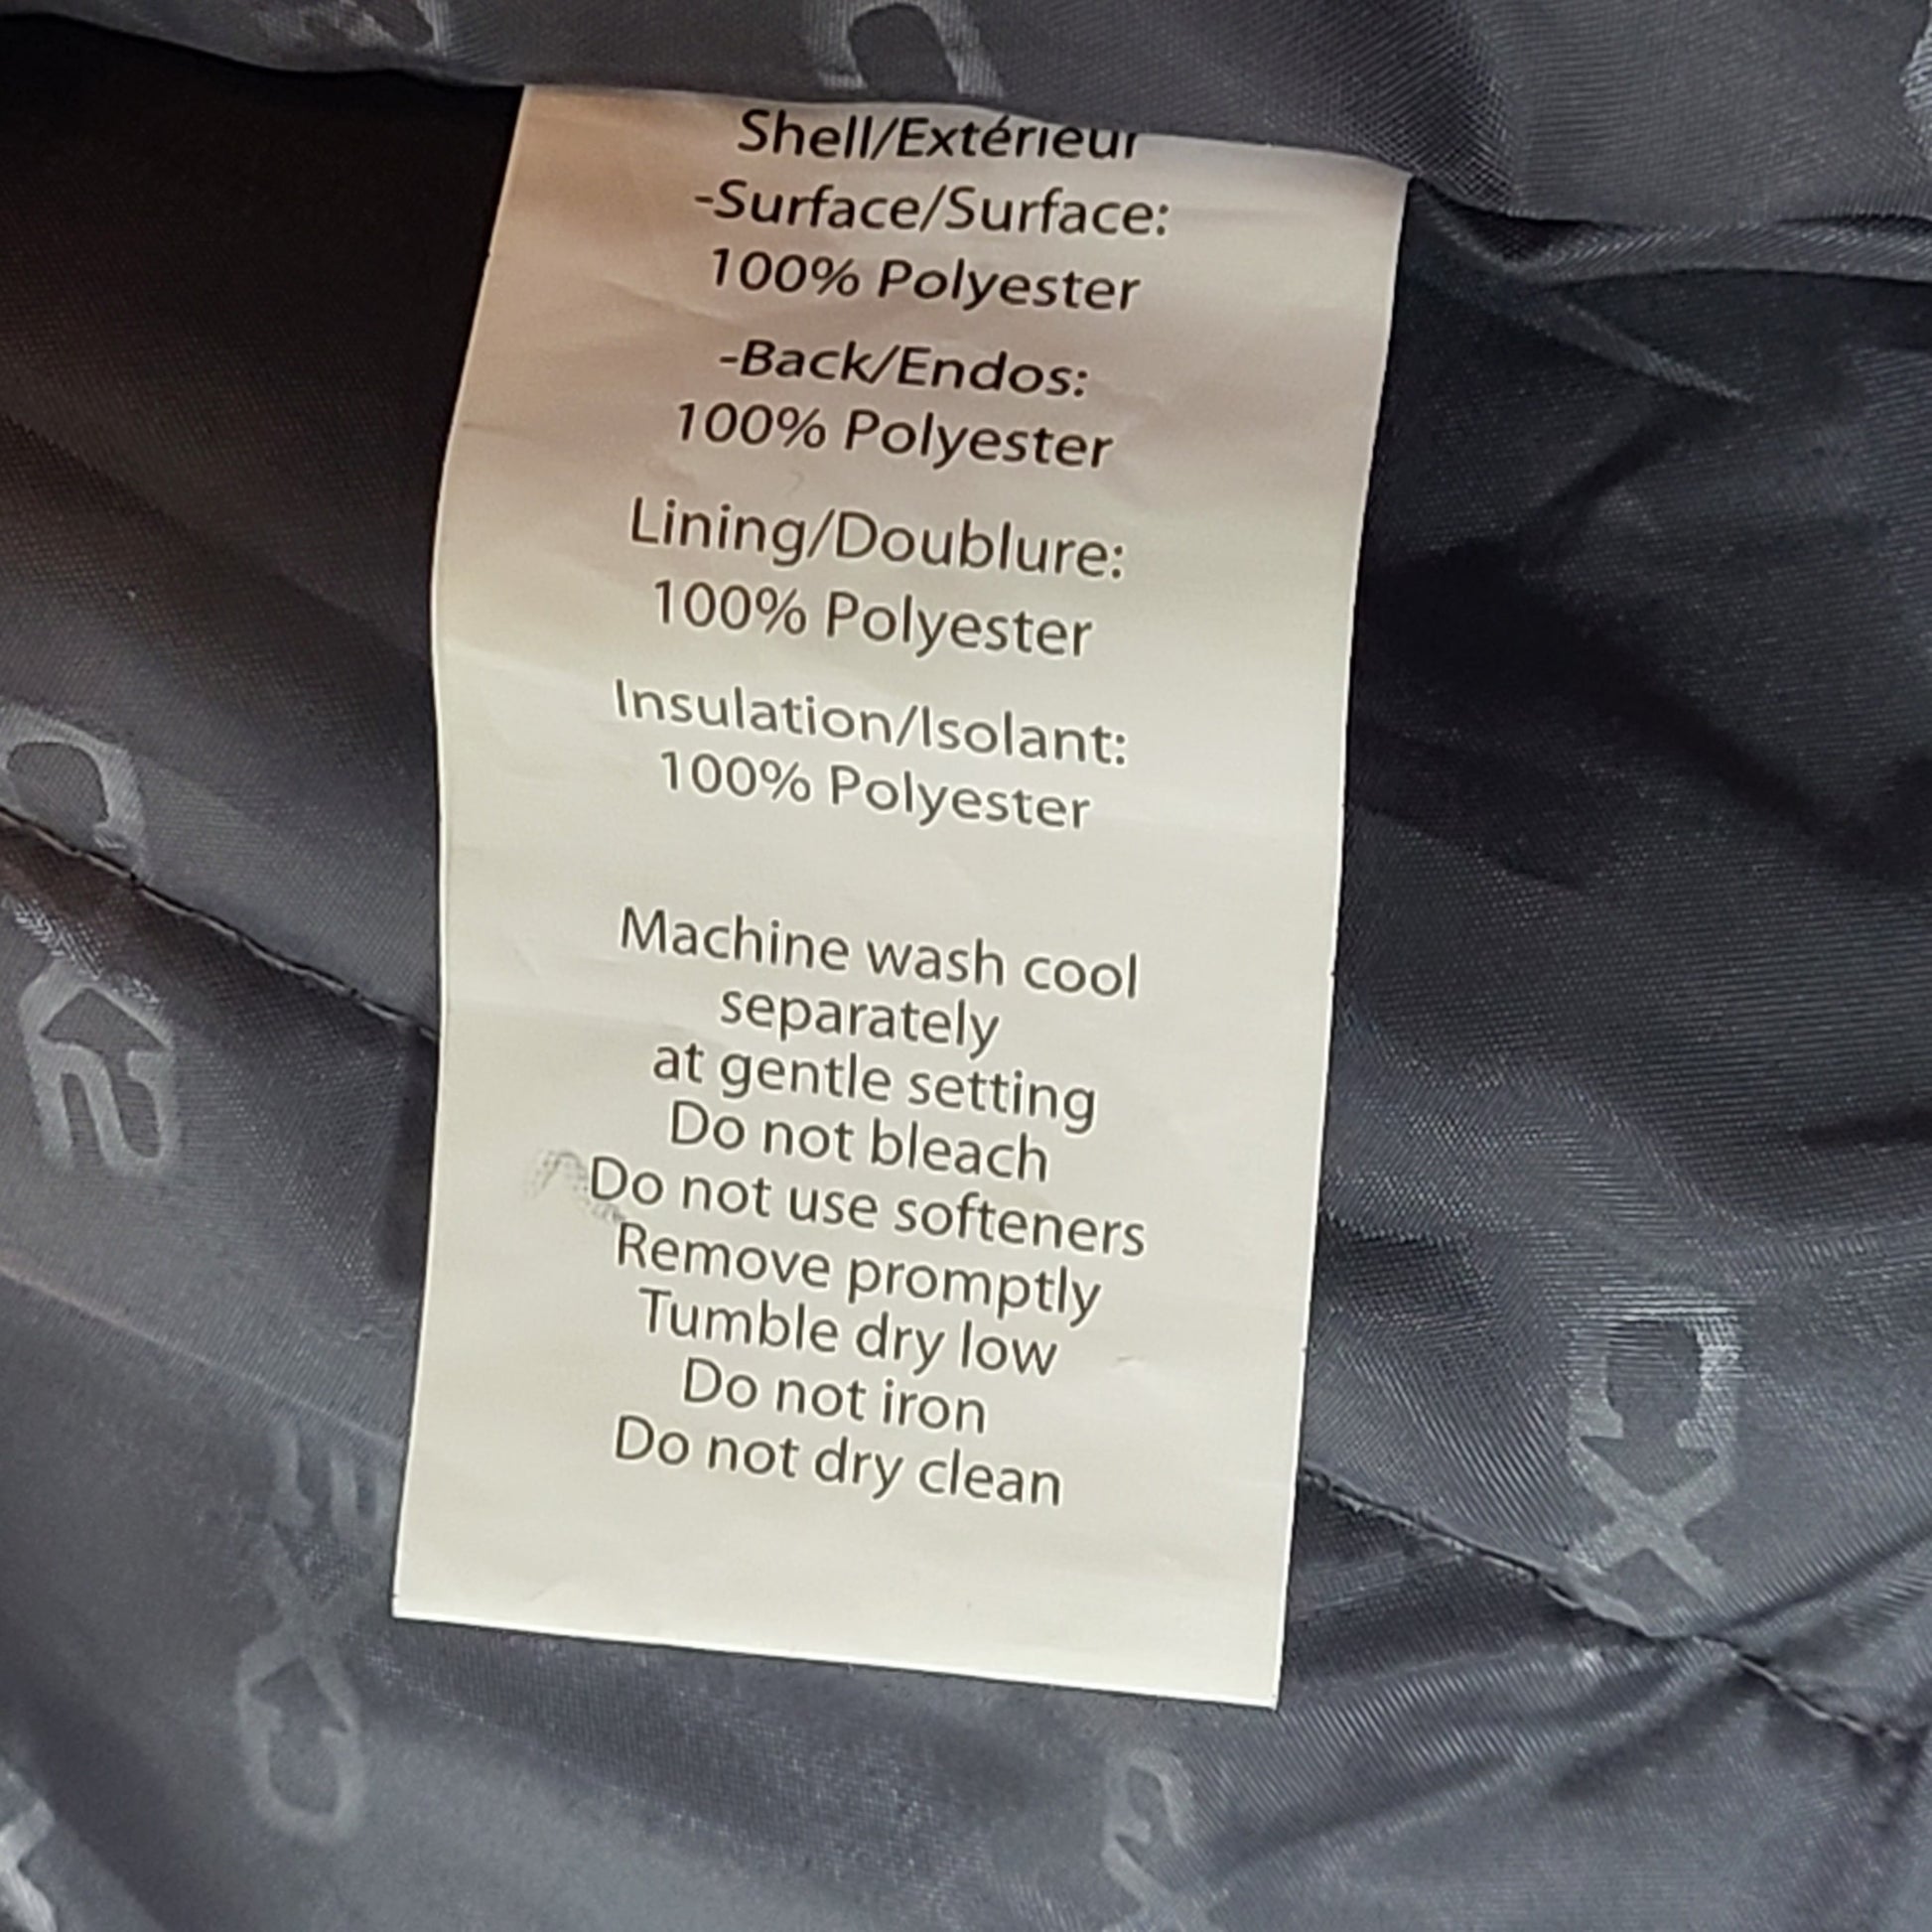 Shell/Extérieur
-Surface/Surface:
100% Polyester
-Back/Endos:
100% Polyester
Lining/Doublure:
100% Polyester
Insulation/Isolant:
100% Polyester
Machine wash cool
separately
at gentle setting
Do not bleach
Do not use softeners
Remove promptly
Tumble dry low
Do not iron
Do not dry clean